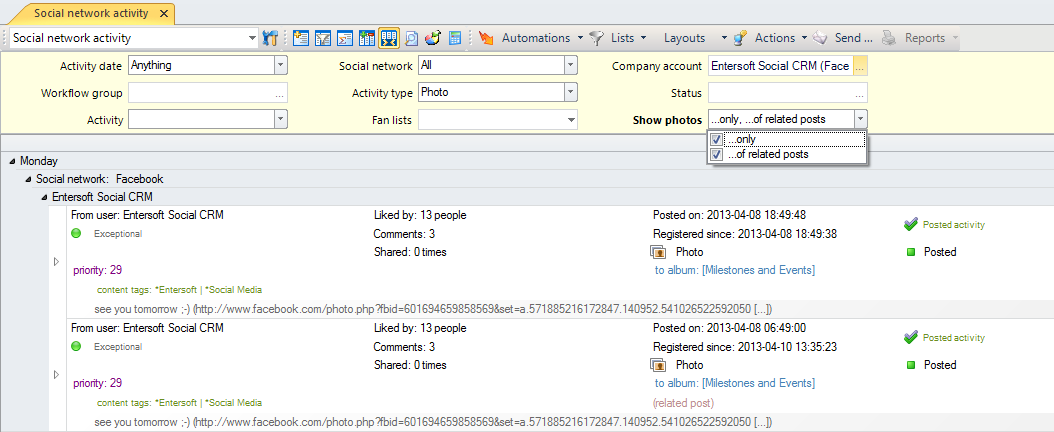 Social network activity
Social network activity Automations Lists Layouts Actions Send ... Reports
Activity date Anything Social network All Company account Entersoft Social CRM (Face ...
Workflow group ... Activity type Photo Status ...
Activity Fan lists Show photos ...only, ...of related posts
...only
...of related posts
Monday
Social network: Facebook
Entersoft Social CRM
From user: Entersoft Social CRM Liked by: 13 people Posted on: 2013-04-08 18:49:48 Posted activity
Exceptional Comments: 3 Registered since: 2013-04-08 18:49:38
Shared: 0 times Photo Posted
priority: 29 to album: [Milestones and Events]
content tags: *Entersoft | *Social Media
see you tomorrow ;-) (http://www.facebook.com/photo.php?fbid=601694659858569&set=a.571885216172847.140952.541026522592050 [...])
From user: Entersoft Social CRM Liked by: 13 people Posted on: 2013-04-08 06:49:00 Posted activity
Exceptional Comments: 3 Registered since: 2013-04-10 13:35:23
Shared: 0 times Photo Posted
priority: 29 to album: [Milestones and Events]
content tags: *Entersoft | *Social Media (related post)
see you tomorrow ;-) (http://www.facebook.com/photo.php?fbid=601694659858569&set=a.571885216172847.140952.541026522592050 [...])